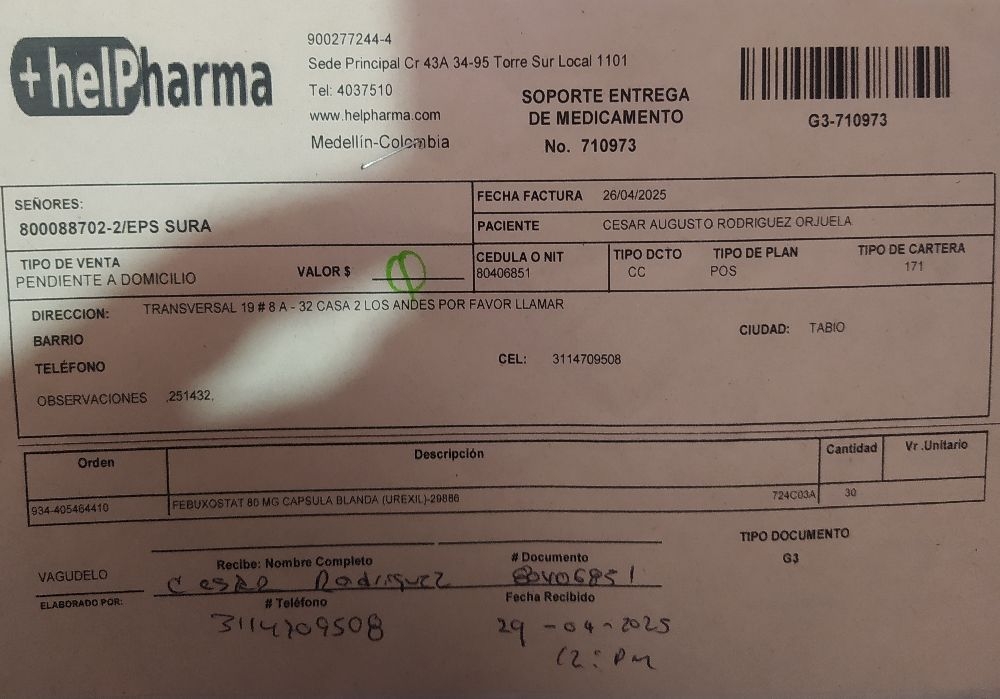 +helPharma
900277244-4
Sede Principal Cr 43A 34-95 Torre Sur Local 1101
Tel: 4037510
www.helpharma.com
Medellín-Colombia
SOPORTE ENTREGA
DE MEDICAMENTO
No. 710973
G3-710973
SEÑORES:
800088702-2/EPS SURA
FECHA FACTURA 26/04/2025
PACIENTE CESAR AUGUSTO RODRIGUEZ ORJUELA
TIPO DE VENTA
PENDIENTE A DOMICILIO
VALOR $
CEDULA O NIT
80406851
TIPO DCTO
CC
TIPO DE PLAN
POS
TIPO DE CARTERA
171
DIRECCION: TRANSVERSAL 19 # 8 A - 32 CASA 2 LOS ANDES POR FAVOR LLAMAR
BARRIO
CIUDAD: TABIO
TELÉFONO
CEL: 3114709508
OBSERVACIONES ,251432,
Orden Descripción Cantidad Vr .Unitario
934-405464410 FEBUXOSTAT 80 MG CAPSULA BLANDA (UREXIL)-29886 724C03A 30
TIPO DOCUMENTO
G3
Recibe: Nombre Completo # Documento
VAGUDELO Cesar Rodriguez 80406851
ELABORADO POR: # Teléfono Fecha Recibido
3114709508 29-04-2025
12: PM